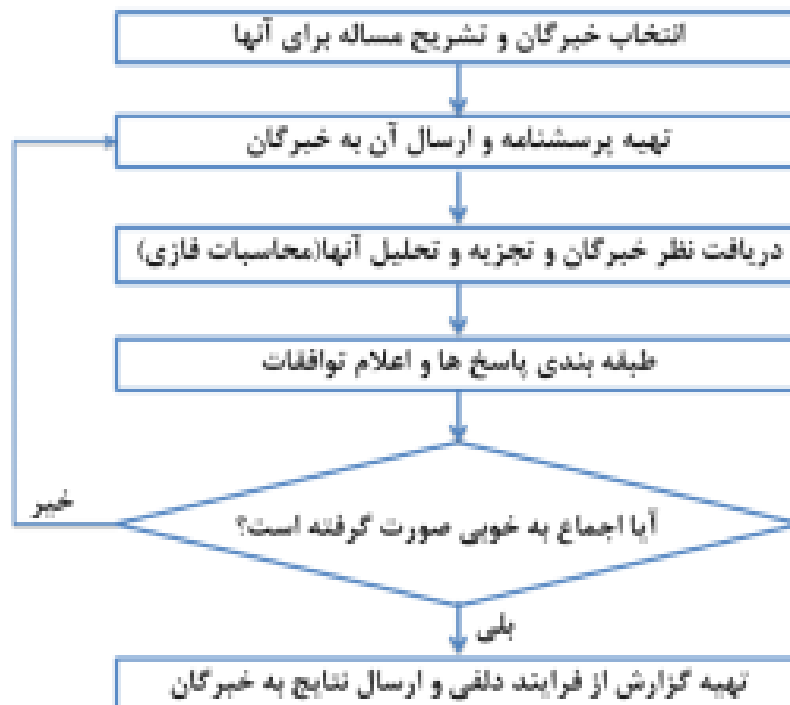 انتخاب خبرگان و تشریح مساله برای آنها
تهیه پرسشنامه و ارسال آن به خبرگان
دریافت نظر خبرگان و تجزیه و تحلیل آنها(محاسبات فازی)
طبقه بندی پاسخ ها و اعلام توافقات
آیا اجماع به خوبی صورت گرفته است؟
خیر
بلی
تهیه گزارش از فرایند دلفی و ارسال نتایج به خبرگان